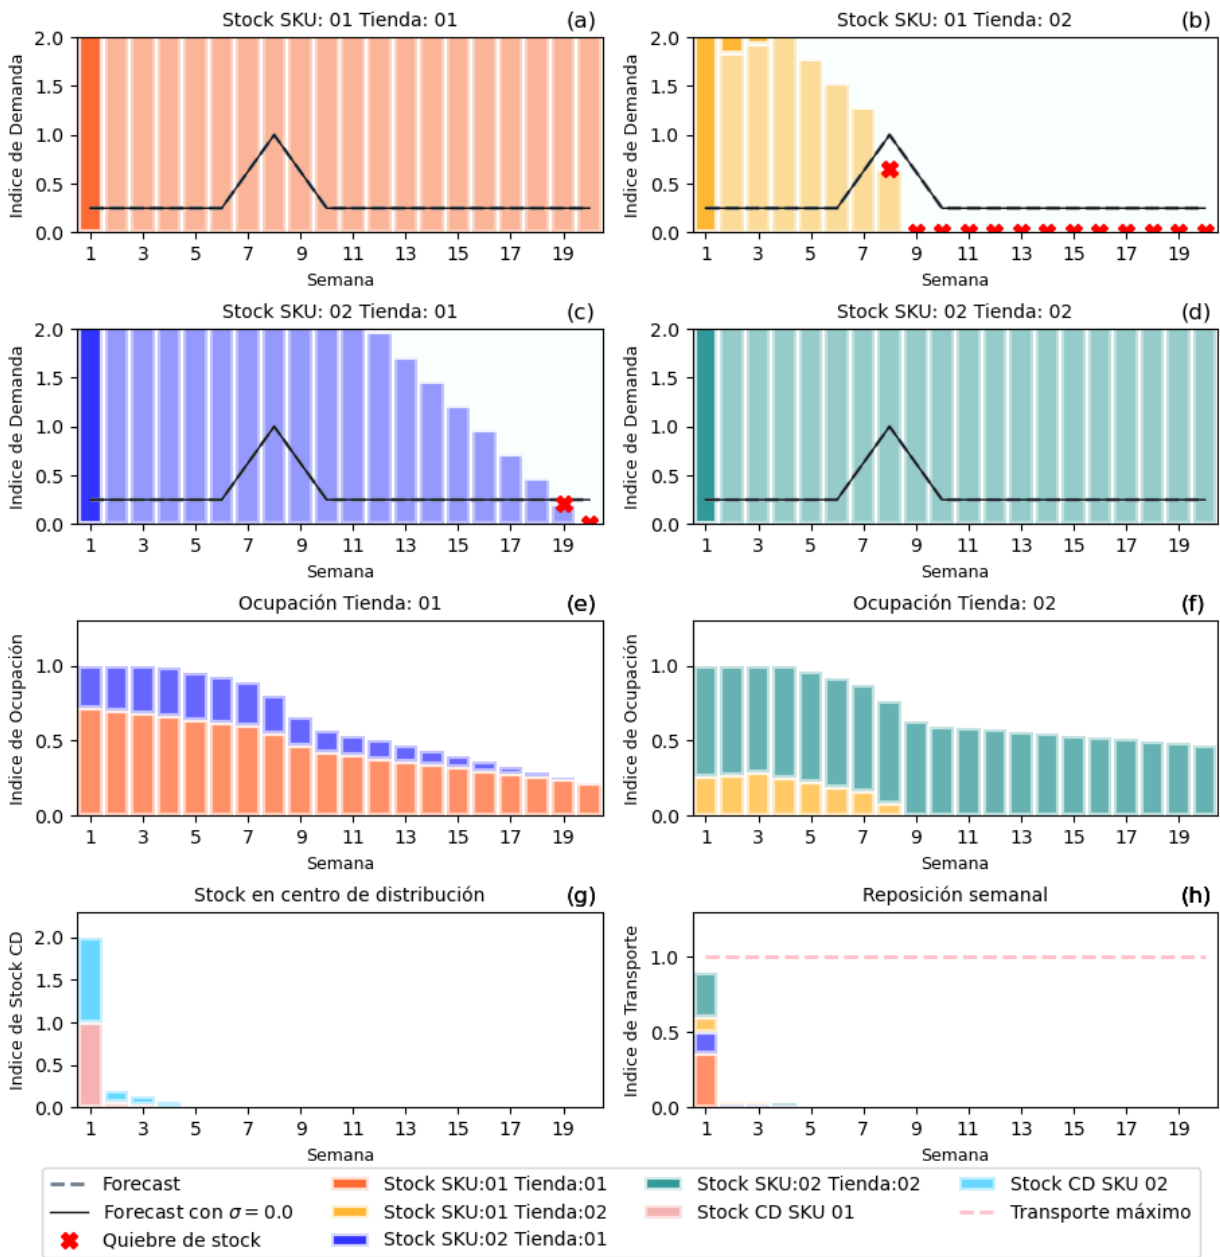 Stock SKU: 01 Tienda: 01 (a)
2.0
1.5
1.0
0.5
0.0
Indice de Demanda
1 3 5 7 9 11 13 15 17 19
Semana
Stock SKU: 01 Tienda: 02 (b)
2.0
1.5
1.0
0.5
0.0
Indice de Demanda
1 3 5 7 9 11 13 15 17 19
Semana
Stock SKU: 02 Tienda: 01 (c)
2.0
1.5
1.0
0.5
0.0
Indice de Demanda
1 3 5 7 9 11 13 15 17 19
Semana
Stock SKU: 02 Tienda: 02 (d)
2.0
1.5
1.0
0.5
0.0
Indice de Demanda
1 3 5 7 9 11 13 15 17 19
Semana
Ocupación Tienda: 01 (e)
1.0
0.5
0.0
Indice de Ocupación
1 3 5 7 9 11 13 15 17 19
Semana
Ocupación Tienda: 02 (f)
1.0
0.5
0.0
Indice de Ocupación
1 3 5 7 9 11 13 15 17 19
Semana
Stock en centro de distribución (g)
2.0
1.5
1.0
0.5
0.0
Indice de Stock CD
1 3 5 7 9 11 13 15 17 19
Semana
Reposición semanal (h)
1.0
0.5
0.0
Indice de Transporte
1 3 5 7 9 11 13 15 17 19
Semana
Forecast
Forecast con σ = 0.0
Quiebre de stock
Stock SKU:01 Tienda:01
Stock SKU:01 Tienda:02
Stock SKU:02 Tienda:01
Stock SKU:02 Tienda:02
Stock CD SKU 01
Stock CD SKU 02
Transporte máximo